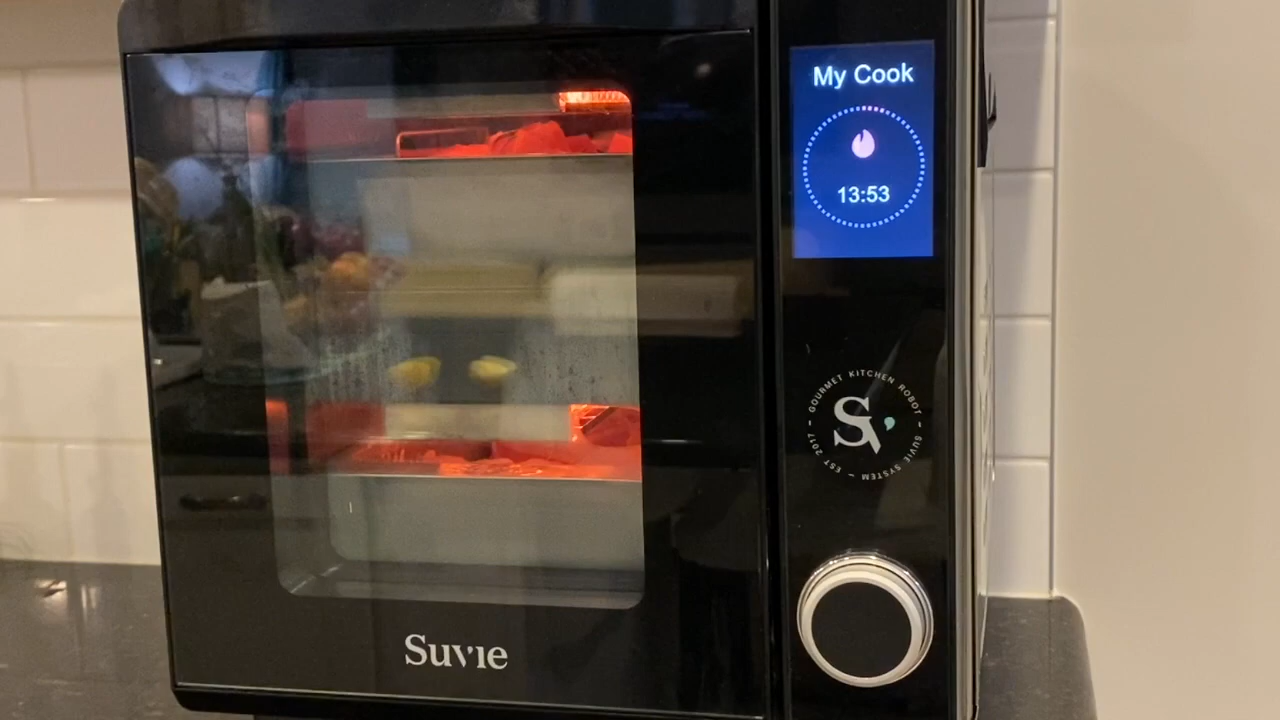 My Cook
13:53
GOURMET KITCHEN ROBOT – SUVIE SYSTEM – EST 2017 –
S
Suvie